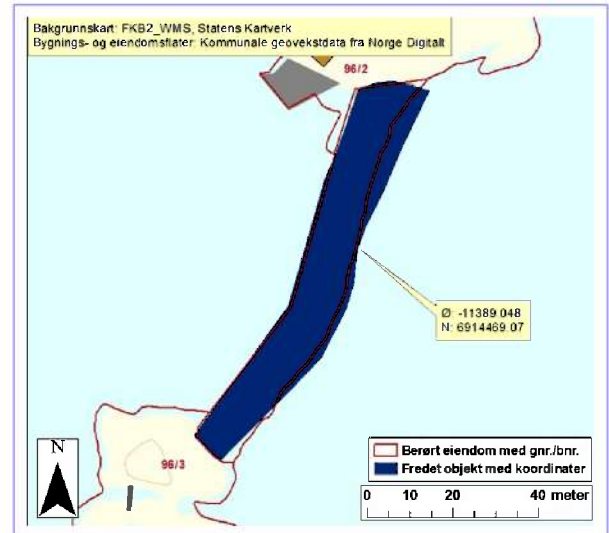 Bakgrunnskart: FKB2_WMS, Statens Kartverk
Bygnings- og eiendomsflater: Kommunale geovekstdata fra Norge Digitalt
96/2
Ø: -11389.048
N: 6914469.07
96/3
N
Berørt eiendom med gnr./bnr.
Fredet objekt med koordinater
0 10 20 40 meter